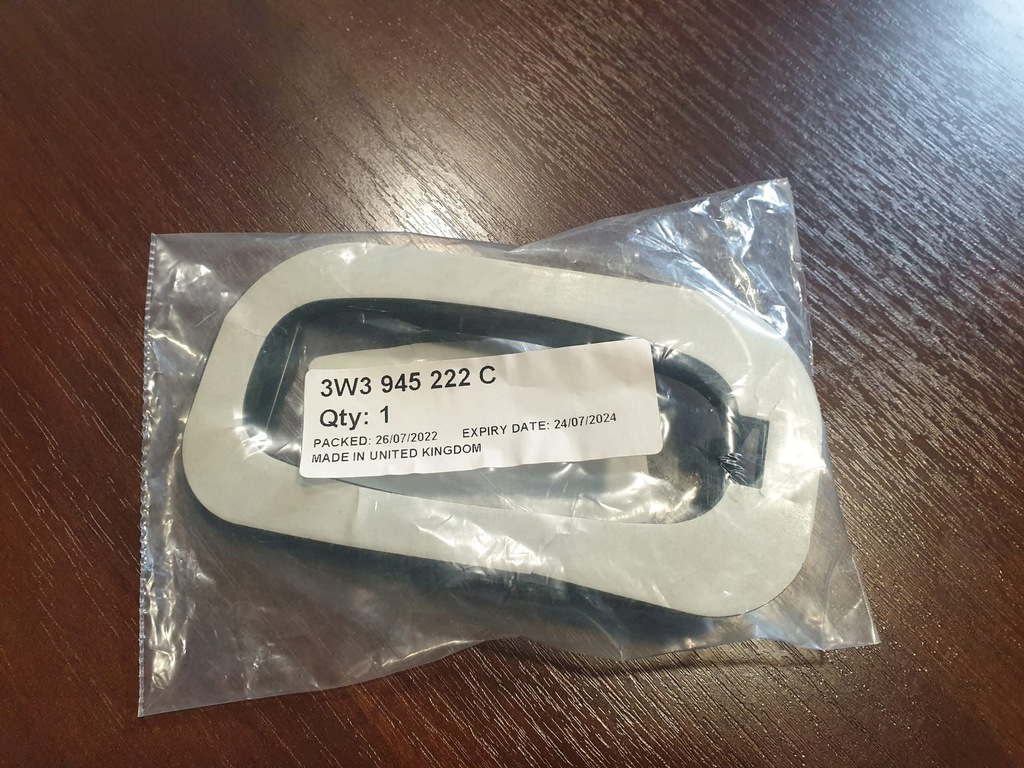 3W3 945 222 C
Qty: 1
PACKED: 26/07/2022 EXPIRY DATE: 24/07/2024
MADE IN UNITED KINGDOM